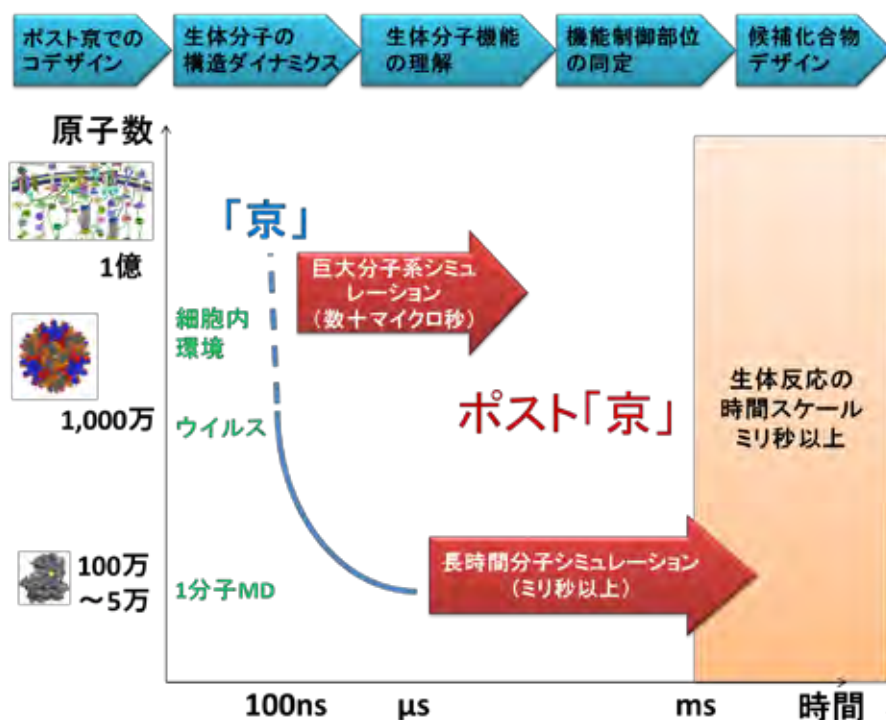 ポスト京での
コデザイン
生体分子の
構造ダイナミクス
生体分子機能
の理解
機能制御部位
の同定
候補化合物
デザイン
原子数
「京」
1億
巨大分子系シミュ
レーション
（数十マイクロ秒）
細胞内
環境
生体反応の
時間スケール
ミリ秒以上
1,000万
ウイルス
ポスト「京」
100万
～5万
1分子MD
長時間分子シミュレーション
（ミリ秒以上）
100ns
μs
ms
時間